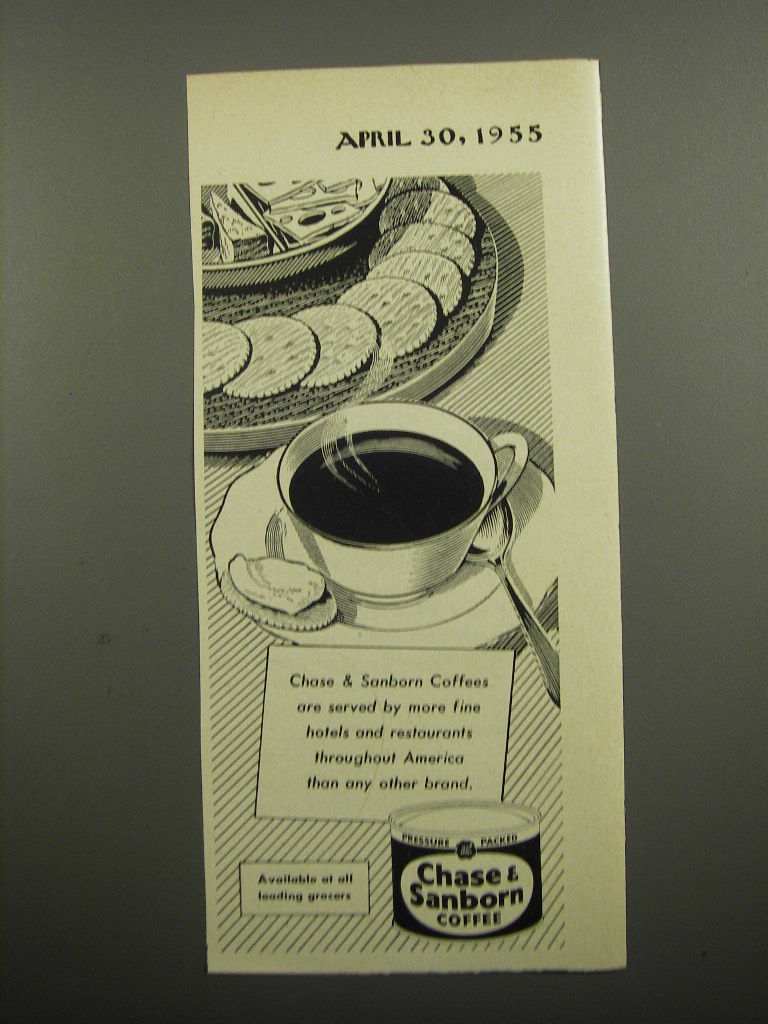 APRIL 30, 1955
Chase & Sanborn Coffees
are served by more fine
hotels and restaurants
throughout America
than any other brand.
Available at all
leading grocers
PRESSURE PACKED
Chase &
Sanborn
COFFEE